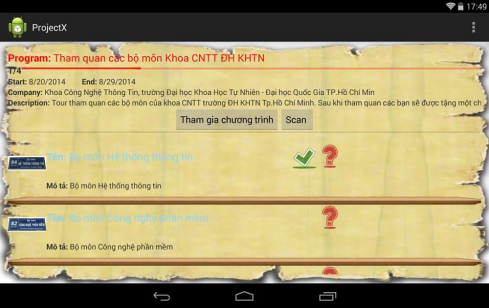 17:49
ProjectX
Program: Tham quan các bộ môn Khoa CNTT ĐH KHTN
174
Start: 8/20/2014 End: 8/29/2014
Company: Khoa Công Nghệ Thông Tin, trường Đại học Khoa Học Tự Nhiên - Đại học Quốc Gia TP.Hồ Chí Min
Description: Tour tham quan các bộ môn của khoa CNTT trường ĐH KHTN Tp.Hồ Chí Minh. Sau khi tham quan các bạn sẽ được tặng một ch
Tham gia chương trình Scan
Tên: Bộ môn Hệ thống thông tin
Mô tả: Bộ môn Hệ thống thông tin
Tên: Bộ môn Công nghệ phần mềm
Mô tả: Bộ môn Công nghệ phần mềm